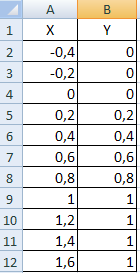 A B
1 X Y
2 -0,4 0
3 -0,2 0
4 0 0
5 0,2 0,2
6 0,4 0,4
7 0,6 0,6
8 0,8 0,8
9 1 1
10 1,2 1
11 1,4 1
12 1,6 1